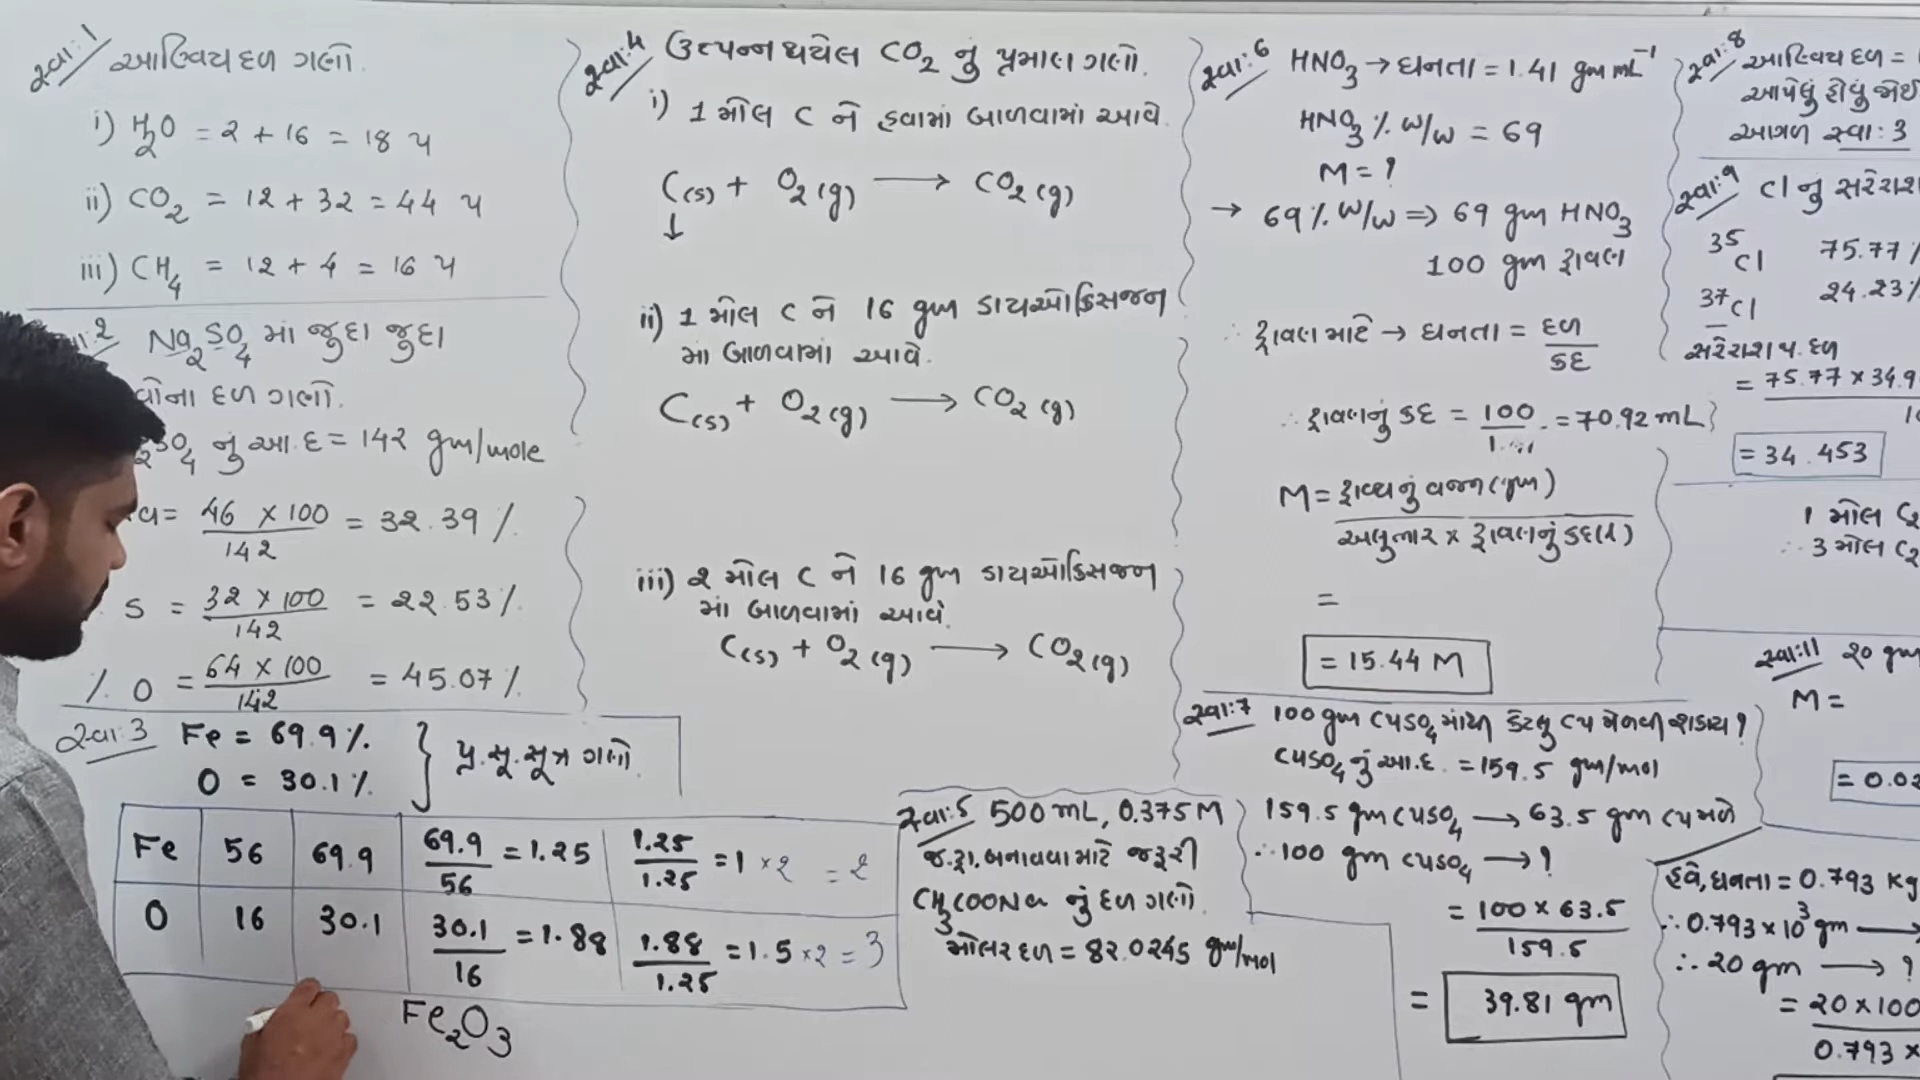 સ્વા:1 આણ્વિય દળ ગણો.
i) H2O = 2 + 16 = 18 u
ii) CO2 = 12 + 32 = 44 u
iii) CH4 = 12 + 4 = 16 u
2 Na2SO4 માં જુદા જુદા
ના દળ ગણો.
SO4 નું આ.દ = 142 gm/mole
a = 46 × 100 / 142 = 32.39 %
S = 32 × 100 / 142 = 22.53 %
% O = 64 × 100 / 142 = 45.07 %
સ્વા:3 Fe = 69.9 %
O = 30.1 %
} પ્ર.સૂ.સૂત્ર ગણો.
Fe 56 69.9 69.9/56 = 1.25 1.25/1.25 = 1 ×2 = 2
O 16 30.1 30.1/16 = 1.88 1.88/1.25 = 1.5 ×2 = 3
Fe2O3
સ્વા:4 ઉત્પન્ન થયેલ CO2 નું પ્રમાણ ગણો.
i) 1 મોલ C ને હવામાં બાળવામાં આવે.
C(s) + O2(g) ⟶ CO2(g)
↓
ii) 1 મોલ C ને 16 gm ડાયઓક્સિજન
માં બાળવામાં આવે.
C(s) + O2(g) ⟶ CO2(g)
iii) 2 મોલ C ને 16 gm ડાયઓક્સિજન
માં બાળવામાં આવે.
C(s) + O2(g) ⟶ CO2(g)
સ્વા:5 500 mL, 0.375 M
જ.દ્રા. બનાવવા માટે જરૂરી
CH3COONa નું દળ ગણો.
મોલર દળ = 82.0245 gm/mol
સ્વા:6 HNO3 → ઘનતા = 1.41 gm mL⁻¹
HNO3 % w/w = 69
M = ?
→ 69 % w/w ⇒ 69 gm HNO3
100 gm દ્રાવણ
∴ દ્રાવણ માટે → ઘનતા = દળ / કદ
∴ દ્રાવણનું કદ = 100 / 1. = 70.92 mL
M = દ્રાવ્યનું વજન (gm) / અણુભાર × દ્રાવણનું કદ (L)
=
= 15.44 M
સ્વા:7 100 gm CuSO4 માંથી કેટલુ Cu મેળવી શકાય ?
CuSO4 નું આ.દ. = 159.5 gm/mol
159.5 gm CuSO4 ⟶ 63.5 gm Cu મળે
∴ 100 gm CuSO4 ⟶ ?
= 100 × 63.5 / 159.5
= 39.81 gm
સ્વા:8 આણ્વિય દળ =
આપેલું હોવું જોઈ
આગળ સ્વા:3
સ્વા:9 Cl નું સરેરાશ
35Cl 75.77 %
37Cl 24.23 %
સરેરાશ પ. દળ
= 75.77 × 34.9
= 34.453
1 મોલ C2
∴ 3 મોલ C2
સ્વા:11 20 gm
M =
= 0.02
હવે, ઘનતા = 0.793 Kg
∴ 0.793 × 10³ gm ⟶
∴ 20 gm ⟶ ?
= 20 × 100
0.793 ×